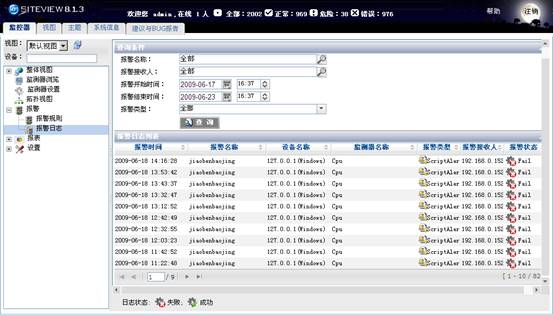 SITEVIEW 8.1.3
欢迎您 admin, 在线 1 人 全部:2002 正常:969 危险:30 错误:976
帮助 注销
监控器 视图 主题 系统信息 建议与BUG报告
视图: 默认视图
设备:
整体视图
监测器浏览
监测器设置
拓扑视图
报警
报警规则
报警日志
报表
设置
查询条件
报警名称: 全部
报警接收人: 全部
报警开始时间: 2009-06-17 16:37
报警结束时间: 2009-06-23 16:37
报警类型: 全部
查 询
报警日志列表
报警时间 报警名称 设备名称 监测器名称 报警类型 报警接收人 报警状态
2009-06-18 14:16:28 jiaobenbaojing 127.0.0.1(Windows) Cpu ScriptAler 192.168.0.152 Fail
2009-06-18 13:53:42 jiaobenbaojing 127.0.0.1(Windows) Cpu ScriptAler 192.168.0.152 Fail
2009-06-18 13:43:37 jiaobenbaojing 127.0.0.1(Windows) Cpu ScriptAler 192.168.0.152 Fail
2009-06-18 13:32:47 jiaobenbaojing 127.0.0.1(Windows) Cpu ScriptAler 192.168.0.152 Fail
2009-06-18 13:12:52 jiaobenbaojing 127.0.0.1(Windows) Cpu ScriptAler 192.168.0.152 Fail
2009-06-18 12:42:49 jiaobenbaojing 127.0.0.1(Windows) Cpu ScriptAler 192.168.0.152 Fail
2009-06-18 12:32:55 jiaobenbaojing 127.0.0.1(Windows) Cpu ScriptAler 192.168.0.152 Fail
2009-06-18 12:03:23 jiaobenbaojing 127.0.0.1(Windows) Cpu ScriptAler 192.168.0.152 Fail
2009-06-18 11:42:52 jiaobenbaojing 127.0.0.1(Windows) Cpu ScriptAler 192.168.0.152 Fail
2009-06-18 11:22:48 jiaobenbaojing 127.0.0.1(Windows) Cpu ScriptAler 192.168.0.152 Fail
1 / 9 [ 1 - 10 / 82
日志状态: 失败; 成功